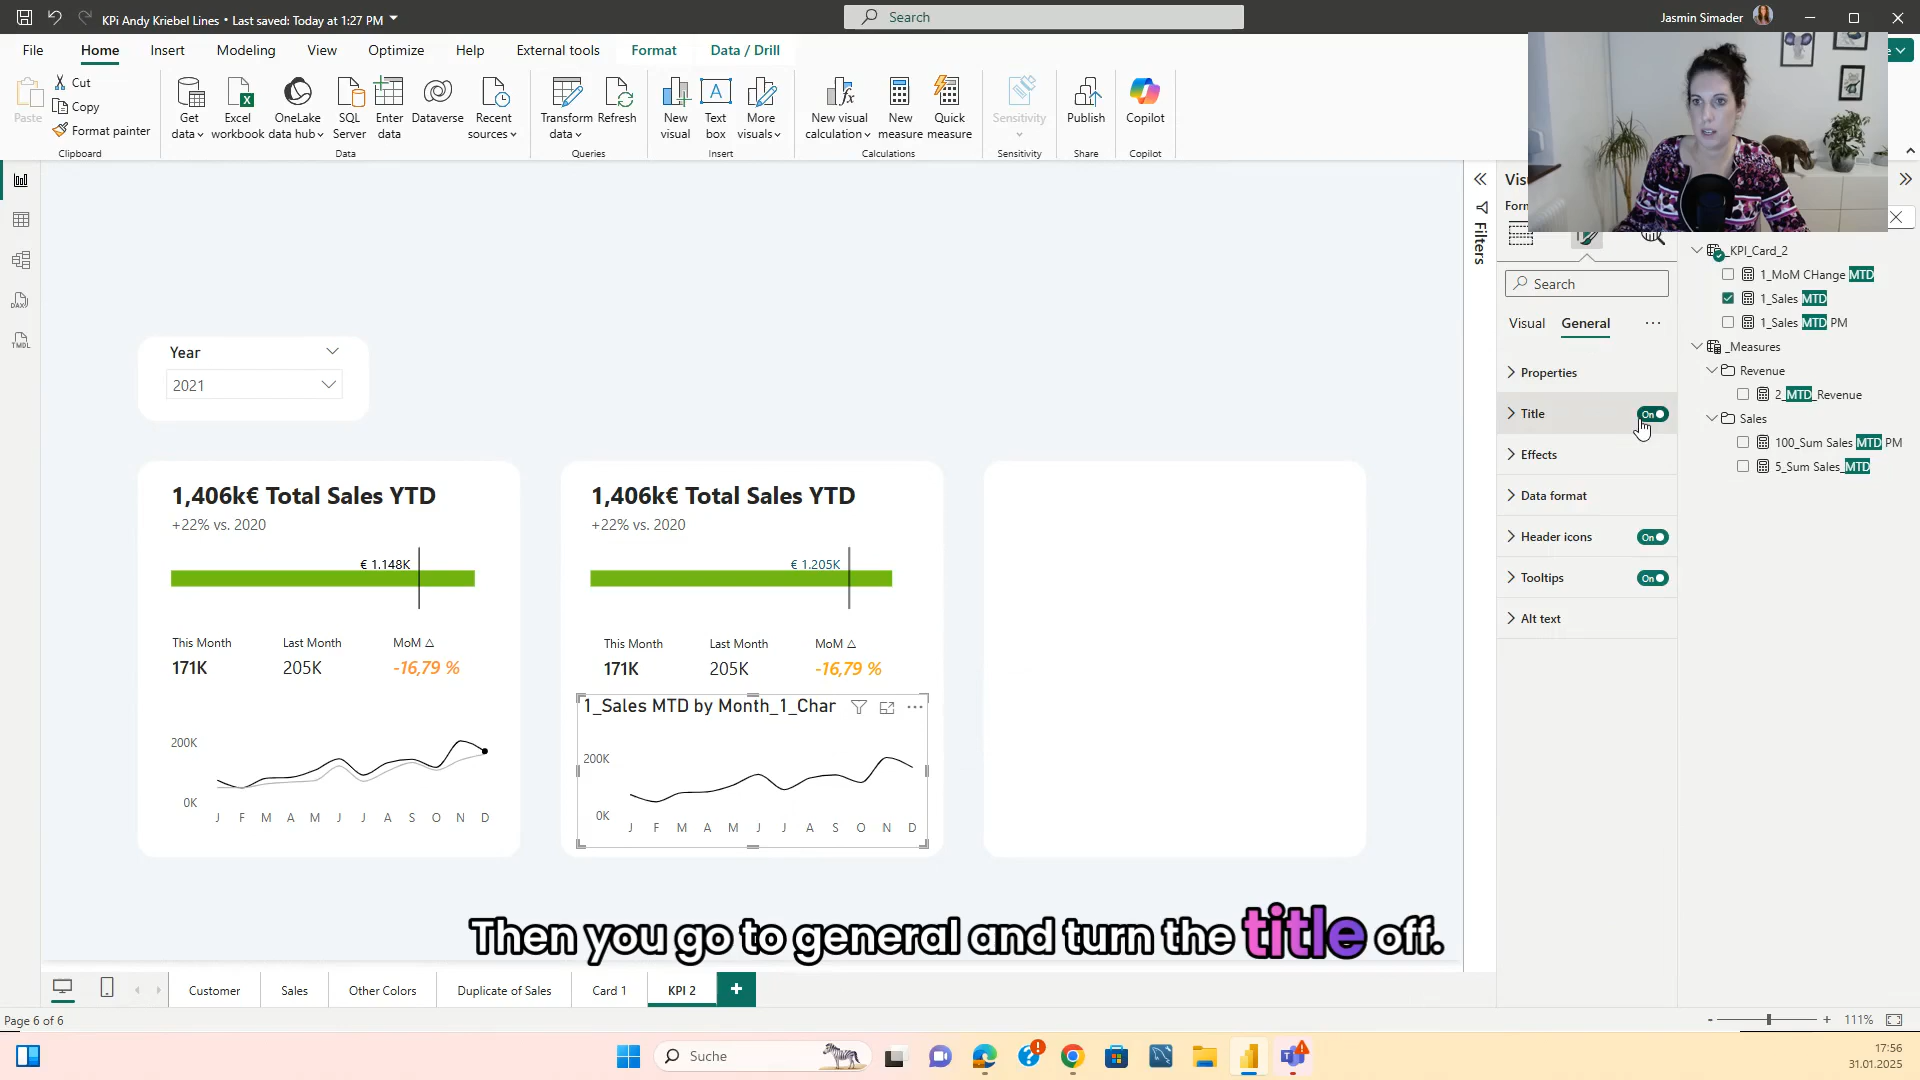 KPi Andy Kriebel Lines • Last saved: Today at 1:27 PM
Search
Jasmin Simader
File Home Insert Modeling View Optimize Help External tools Format Data / Drill
Paste
Cut
Copy
Format painter
Clipboard
Get data
Excel workbook
OneLake data hub
SQL Server
Enter data
Dataverse
Recent sources
Data
Transform data
Refresh
Queries
New visual
Text box
More visuals
Insert
New visual calculation
New measure
Quick measure
Calculations
Sensitivity
Sensitivity
Publish
Share
Copilot
Copilot
Year
2021
1,406k€ Total Sales YTD
+22% vs. 2020
€ 1.148K
This Month Last Month MoM △
171K 205K -16,79 %
200K
0K
J F M A M J J A S O N D
1,406k€ Total Sales YTD
+22% vs. 2020
€ 1.205K
This Month Last Month MoM △
171K 205K -16,79 %
1_Sales MTD by Month_1_Char
200K
0K
J F M A M J J A S O N D
Filters
Search
Visual General
Properties
Title On
Effects
Data format
Header icons On
Tooltips On
Alt text
_KPI_Card_2
1_MoM CHange MTD
1_Sales MTD
1_Sales MTD PM
_Measures
Revenue
2_MTD_Revenue
Sales
100_Sum Sales MTD PM
5_Sum Sales_MTD
Then you go to general and turn the title off.
Customer Sales Other Colors Duplicate of Sales Card 1 KPI 2
Page 6 of 6
111%
Suche
17:56
31.01.2025